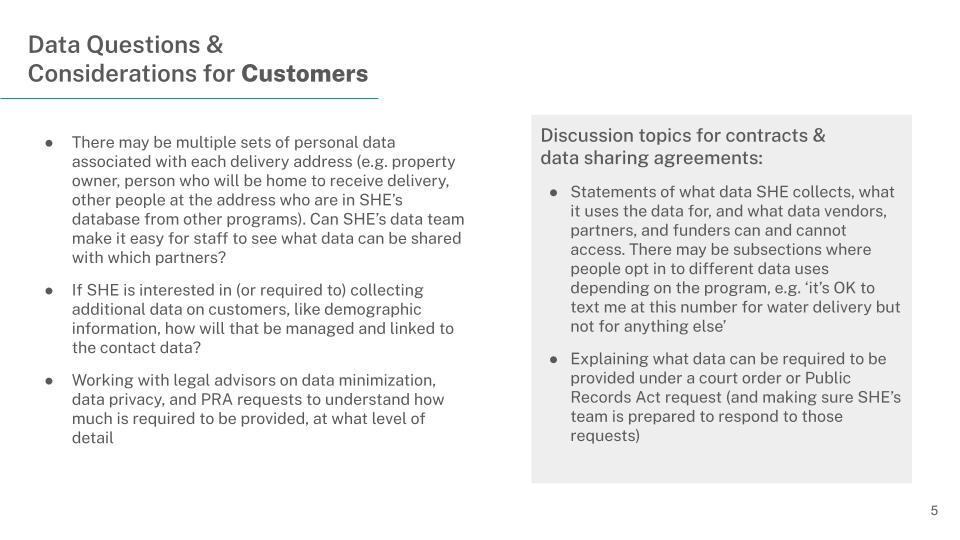 Data Questions &
Considerations for Customers
● There may be multiple sets of personal data
associated with each delivery address (e.g. property
owner, person who will be home to receive delivery,
other people at the address who are in SHE’s
database from other programs). Can SHE’s data team
make it easy for staff to see what data can be shared
with which partners?
● If SHE is interested in (or required to) collecting
additional data on customers, like demographic
information, how will that be managed and linked to
the contact data?
● Working with legal advisors on data minimization,
data privacy, and PRA requests to understand how
much is required to be provided, at what level of
detail
Discussion topics for contracts &
data sharing agreements:
● Statements of what data SHE collects, what
it uses the data for, and what data vendors,
partners, and funders can and cannot
access. There may be subsections where
people opt in to different data uses
depending on the program, e.g. ‘it’s OK to
text me at this number for water delivery but
not for anything else’
● Explaining what data can be required to be
provided under a court order or Public
Records Act request (and making sure SHE’s
team is prepared to respond to those
requests)
5